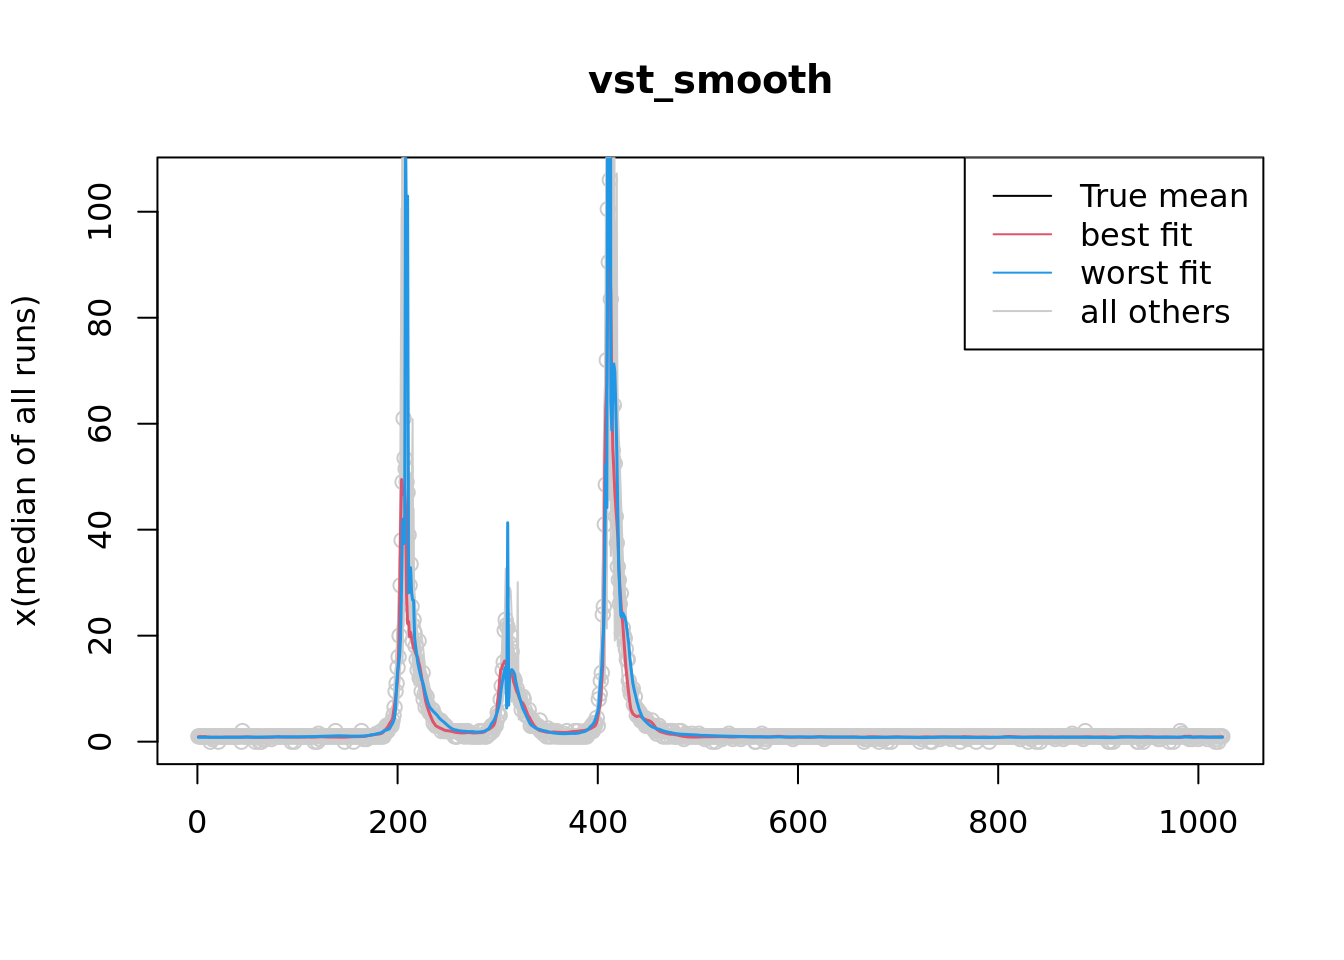 vst_smooth
x(median of all runs)
100
80
60
40
20
0
True mean
best fit
worst fit
all others
0 200 400 600 800 1000